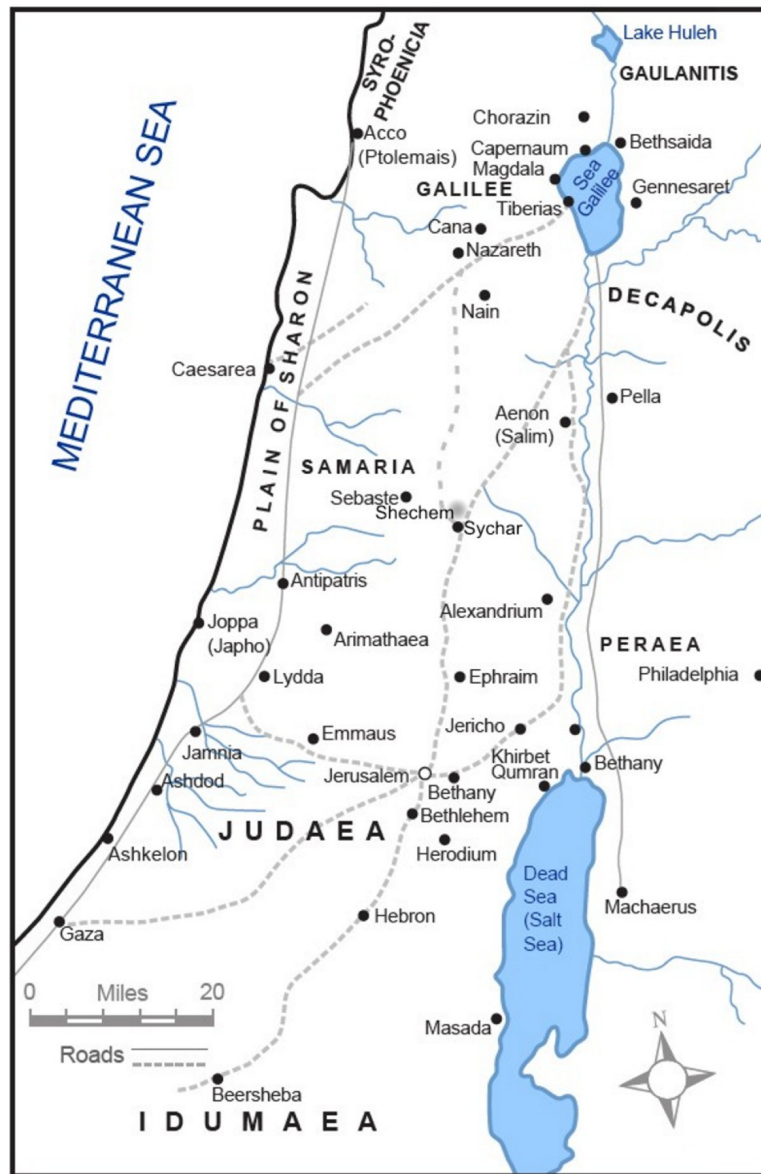 Lake Huleh
SYRO-
PHOENICIA
GAULANITIS
MEDITERRANEAN SEA
Chorazin
Acco
(Ptolemais)
Capernaum
Bethsaida
Magdala
Sea
Galilee
GALILEE
Gennesaret
Tiberias
Cana
Nazareth
DECAPOLIS
Nain
PLAIN OF SHARON
Caesarea
Pella
Aenon
(Salim)
SAMARIA
Sebaste
Shechem
Sychar
Antipatris
Alexandrium
Joppa
(Japho)
Arimathaea
PERAEA
Philadelphia
Lydda
Ephraim
Jericho
Emmaus
Jamnia
Khirbet
Qumran
Bethany
Jerusalem
Ashdod
Bethany
Bethlehem
JUDAEA
Ashkelon
Herodium
Dead
Sea
(Salt
Sea)
Machaerus
Hebron
Gaza
0 Miles 20
Masada
N
Roads
Beersheba
IDUMAEA